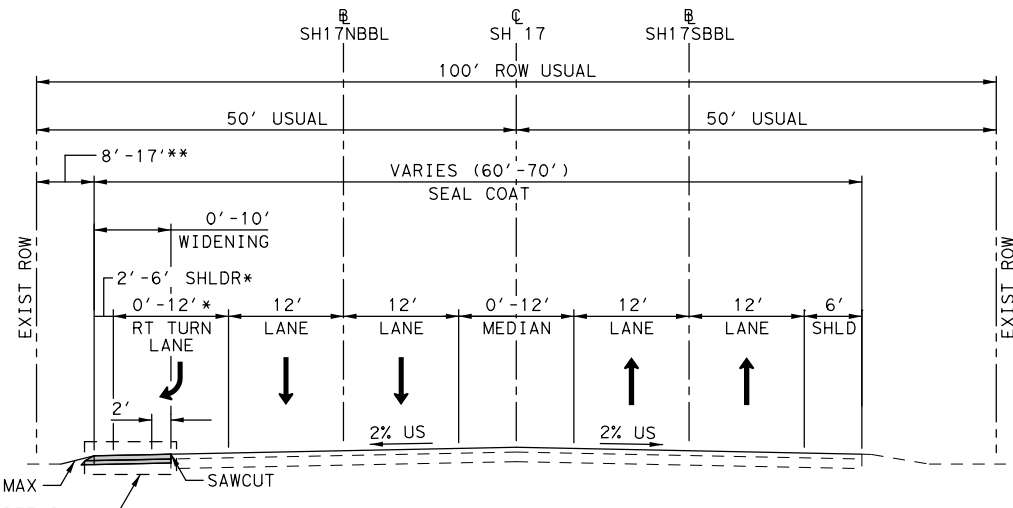 ℄ ℄ ℄
SH17NBBL SH 17 SH17SBBL
100' ROW USUAL
50' USUAL 50' USUAL
8'-17'**
VARIES (60'-70')
SEAL COAT
0'-10'
WIDENING
EXIST ROW
EXIST ROW
2'-6' SHLDR*
0'-12'* 12' 12' 0'-12' 12' 12' 6'
RT TURN LANE LANE MEDIAN LANE LANE SHLD
LANE
2'
2% US 2% US
MAX
SAWCUT